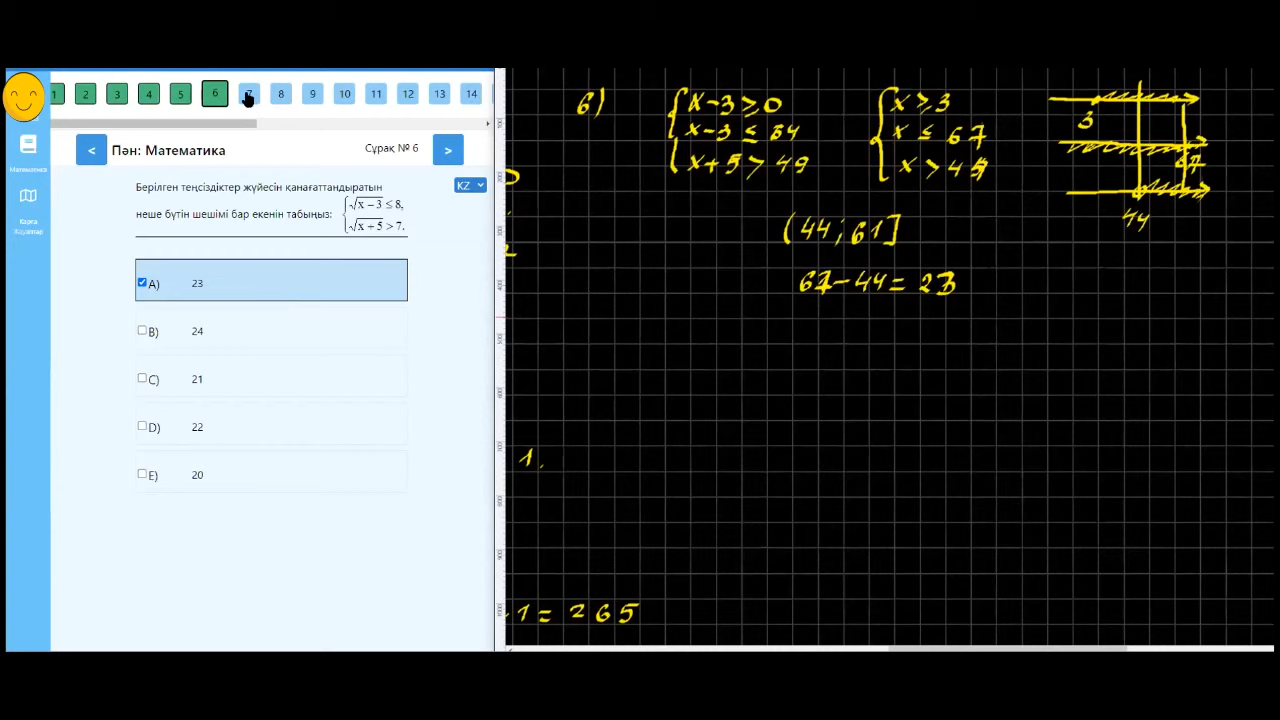 1 2 3 4 5 6 7 8 9 10 11 12 13 14
< Пән: Математика Сұрақ № 6 >
Математика
Карта
KZ
Берілген теңсіздіктер жүйесін қанағаттандыратын
неше бүтін шешімі бар екенін табыңыз: {√x − 3 ≤ 8,
√x + 5 > 7.
A) 23
B) 24
C) 21
D) 22
E) 20
6)
{ x-3 ≥ 0
x-3 ≤ 64
x+5 > 49
{ x ≥ 3
x ≤ 67
x > 44
3
67
44
(44; 67]
67-44 = 23
1.
1 = 265